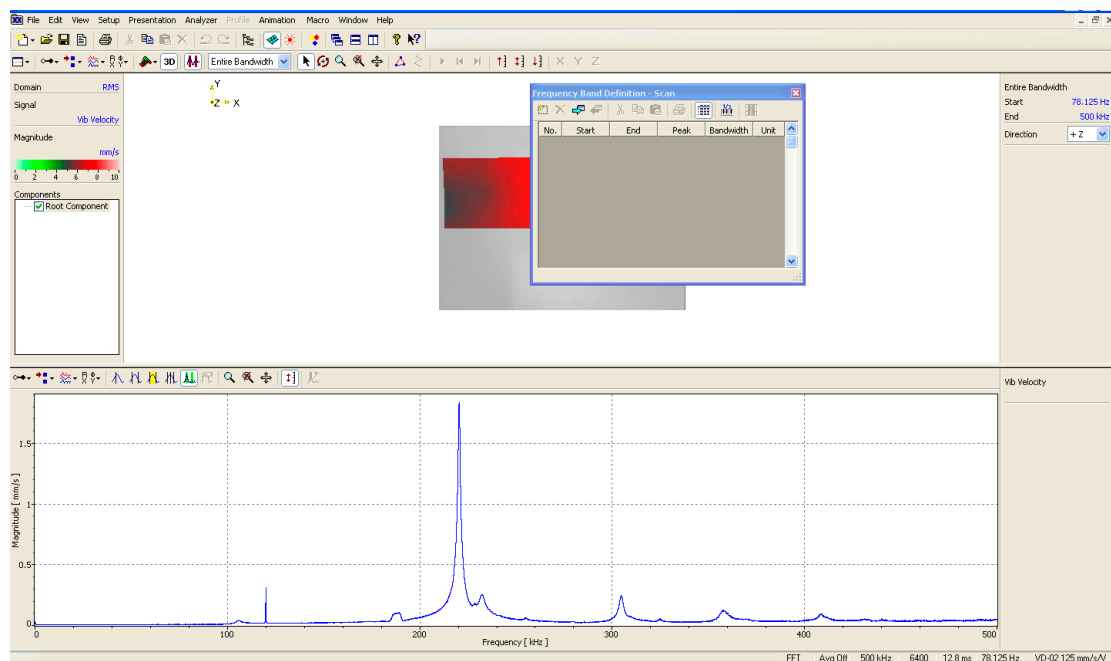 File Edit View Setup Presentation Analyzer Profile Animation Macro Window Help
3D Entire Bandwidth X Y Z
Domain RMS
Signal
Vib Velocity
Magnitude
mm/s
0 2 4 6 8 10
Components
Root Component
Y
Z X
Frequency Band Definition - Scan
No. Start End Peak Bandwidth Unit
Entire Bandwidth
Start 78.125 Hz
End 500 kHz
Direction + Z
Vib Velocity
Magnitude [ mm/s ]
1.5
1
0.5
0
0 100 200 300 400 500
Frequency [ kHz ]
FFT Avg Off 500 kHz 6400 12.8 ms 78.125 Hz VD-02 125 mm/s/V